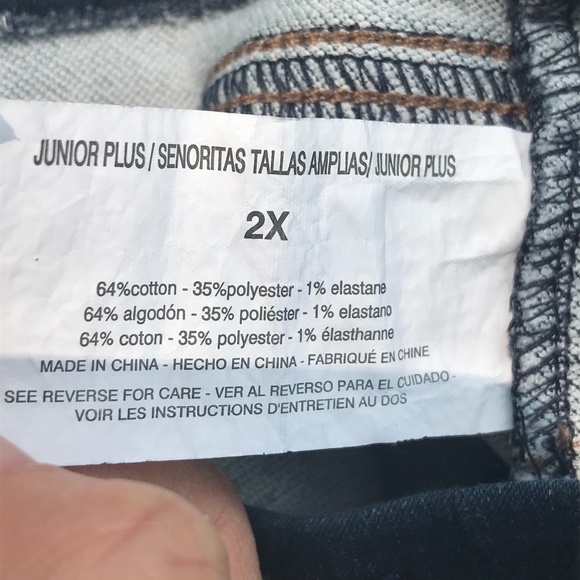 JUNIOR PLUS / SENORITAS TALLAS AMPLIAS/ JUNIOR PLUS
2X
64%cotton - 35%polyester - 1% elastane
64% algodón - 35% poliéster - 1% elastano
64% coton - 35% polyester - 1% élasthanne
MADE IN CHINA - HECHO EN CHINA - FABRIQUÉ EN CHINE
SEE REVERSE FOR CARE - VER AL REVERSO PARA EL CUIDADO -
VOIR LES INSTRUCTIONS D'ENTRETIEN AU DOS